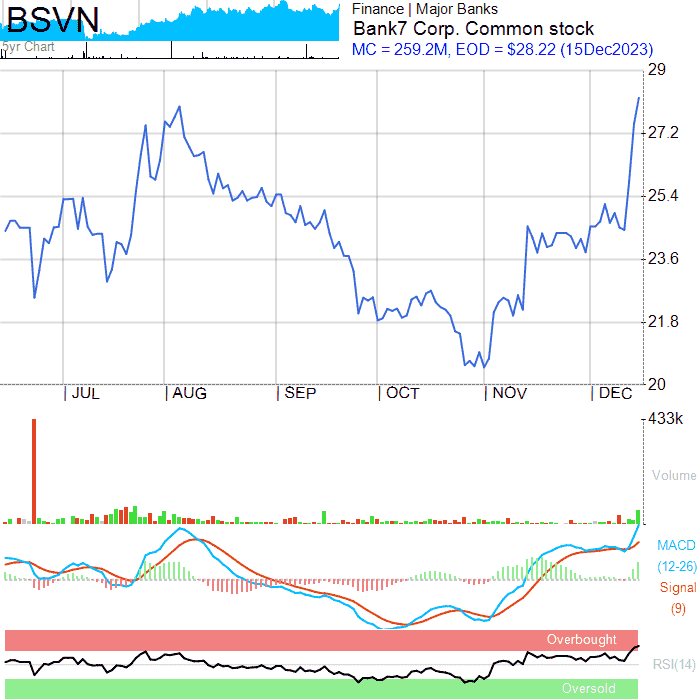 BSVN
5yr Chart
Finance | Major Banks
Bank7 Corp. Common stock
MC = 259.2M, EOD = $28.22 (15Dec2023)
29
27.2
25.4
23.6
21.8
20
JUL
AUG
SEP
OCT
NOV
DEC
433k
Volume
MACD
(12-26)
Signal
(9)
Overbought
RSI(14)
Oversold